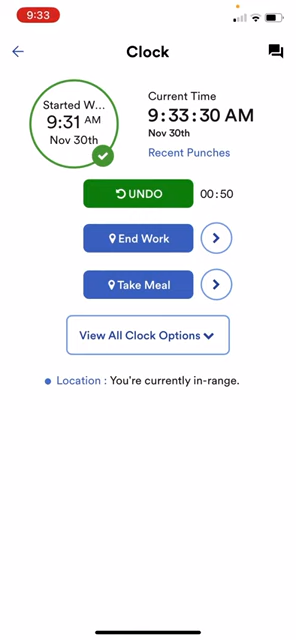 9:33
Clock
Started W...
9:31 AM
Nov 30th
Current Time
9:33:30 AM
Nov 30th
Recent Punches
UNDO 00:50
End Work
Take Meal
View All Clock Options
Location : You're currently in-range.